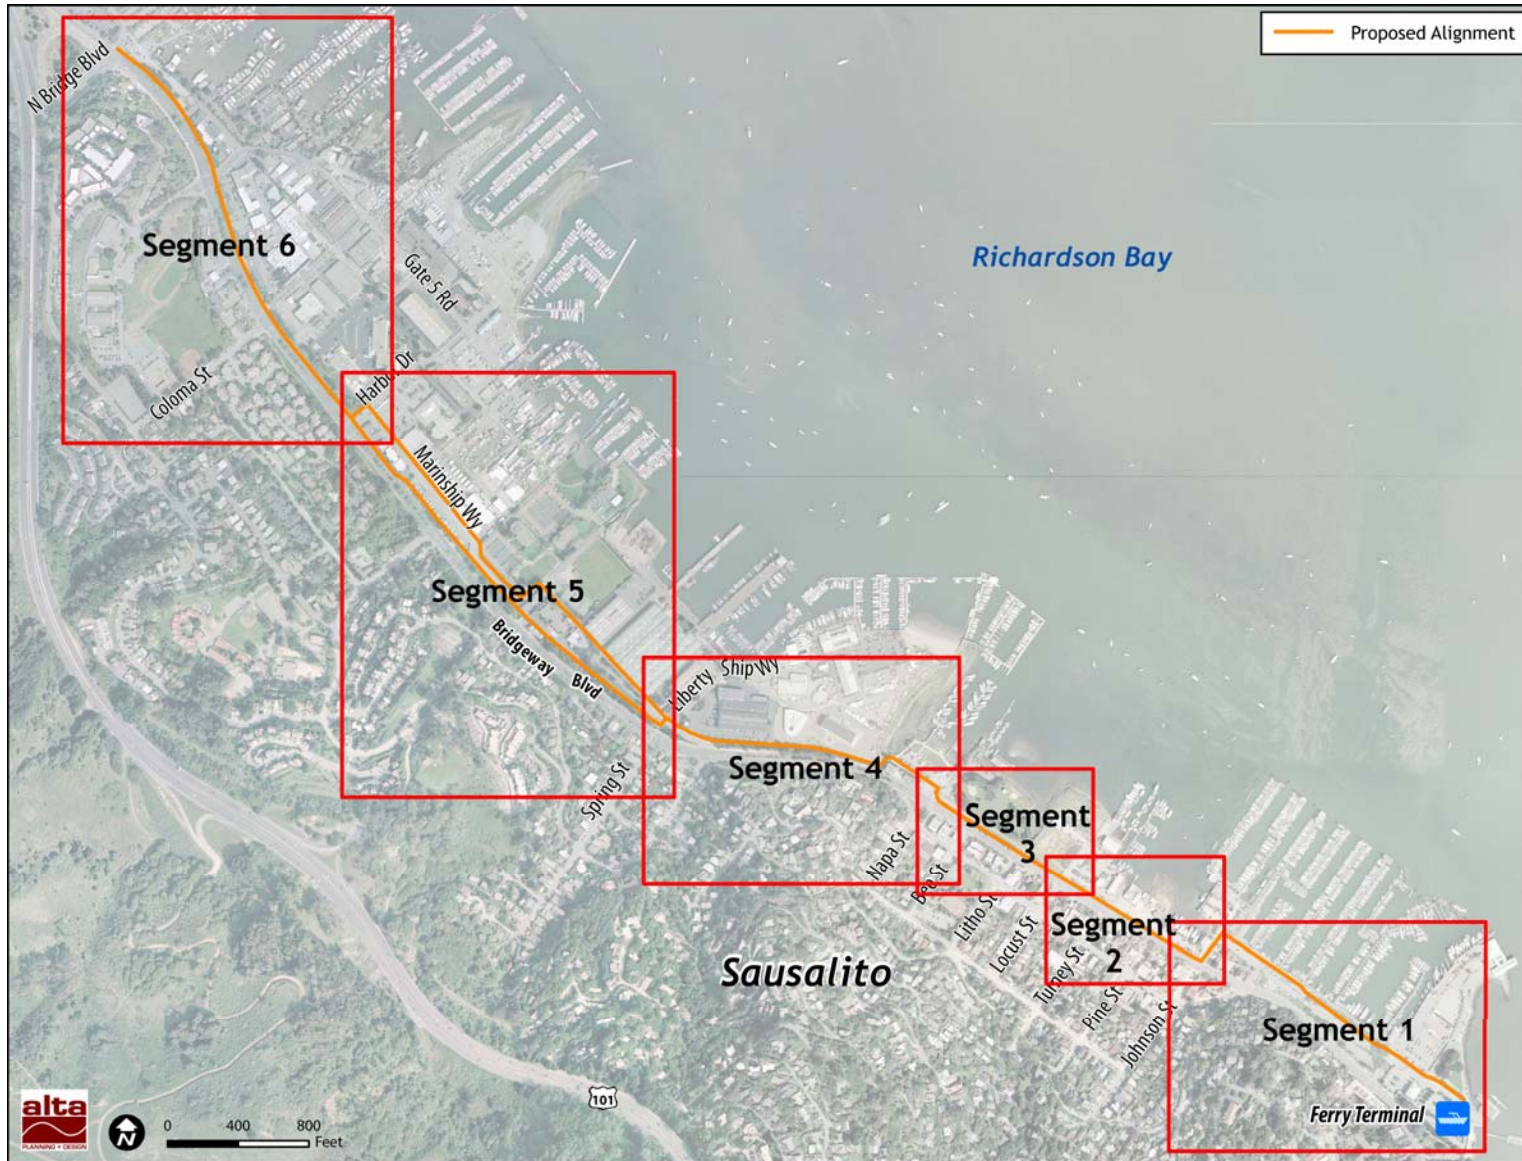 Proposed Alignment
N Bridge Blvd
Segment 6
Richardson Bay
Gate 5 Rd
Harbor Dr
Coloma St
Marinship Wy
Segment 5
Bridgeway Blvd
Liberty Ship Wy
Spring St
Segment 4
Segment
3
Napa St
Bee St
Litho St
Locust St
Segment
2
Turney St
Sausalito
Pine St
Johnson St
Segment 1
101
Ferry Terminal
alta
PLANNING + DESIGN
N
0 400 800
Feet